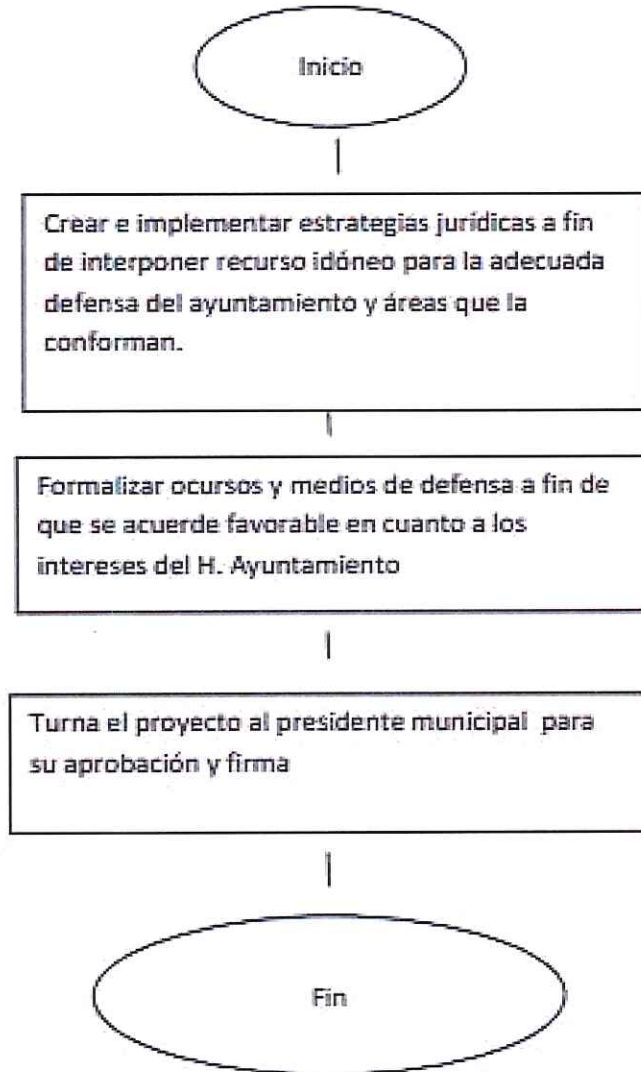 Inicio
Crear e implementar estrategias jurídicas a fin
de interponer recurso idóneo para la adecuada
defensa del ayuntamiento y áreas que la
conforman.
Formalizar ocursos y medios de defensa a fin de
que se acuerde favorable en cuanto a los
intereses del H. Ayuntamiento
Turna el proyecto al presidente municipal para
su aprobación y firma
Fin